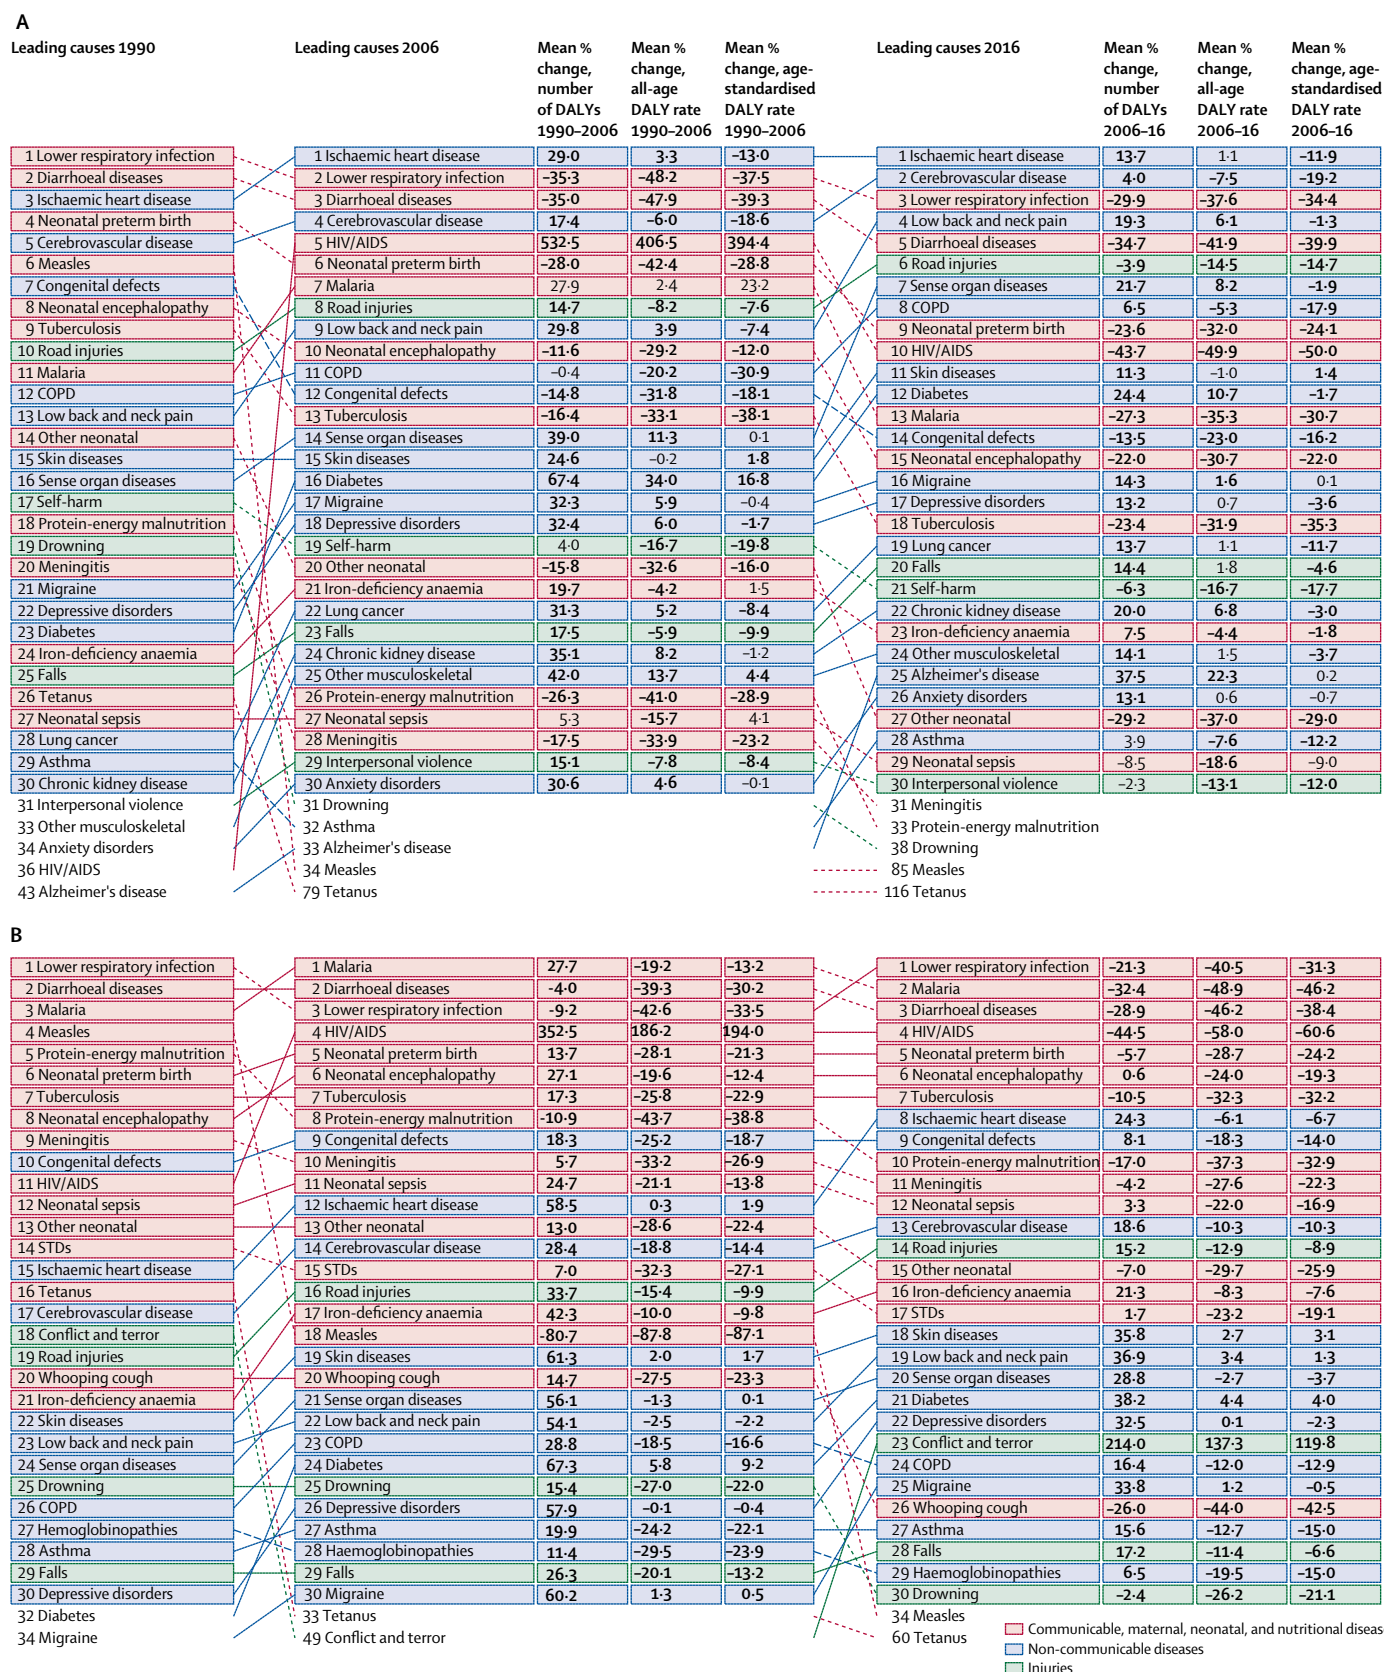 A
Leading causes 1990 Leading causes 2006 Mean % Mean % Mean % Leading causes 2016 Mean % Mean % Mean %
change, change, change, age- change, change, change, age-
number all-age standardised number all-age standardised
of DALYs DALY rate DALY rate of DALYs DALY rate DALY rate
1990–2006 1990–2006 1990–2006 2006–16 2006–16 2006–16
1 Lower respiratory infection 1 Ischaemic heart disease 29·0 3·3 –13·0 1 Ischaemic heart disease 13·7 1·1 –11·9
2 Diarrhoeal diseases 2 Lower respiratory infection –35·3 –48·2 –37·5 2 Cerebrovascular disease 4·0 –7·5 –19·2
3 Ischaemic heart disease 3 Diarrhoeal diseases –35·0 –47·9 –39·3 3 Lower respiratory infection –29·9 –37·6 –34·4
4 Neonatal preterm birth 4 Cerebrovascular disease 17·4 –6·0 –18·6 4 Low back and neck pain 19·3 6·1 –1·3
5 Cerebrovascular disease 5 HIV/AIDS 532·5 406·5 394·4 5 Diarrhoeal diseases –34·7 –41·9 –39·9
6 Measles 6 Neonatal preterm birth –28·0 –42·4 –28·8 6 Road injuries –3·9 –14·5 –14·7
7 Congenital defects 7 Malaria 27·9 2·4 23·2 7 Sense organ diseases 21·7 8·2 –1·9
8 Neonatal encephalopathy 8 Road injuries 14·7 –8·2 –7·6 8 COPD 6·5 –5·3 –17·9
9 Tuberculosis 9 Low back and neck pain 29·8 3·9 –7·4 9 Neonatal preterm birth –23·6 –32·0 –24·1
10 Road injuries 10 Neonatal encephalopathy –11·6 –29·2 –12·0 10 HIV/AIDS –43·7 –49·9 –50·0
11 Malaria 11 COPD –0·4 –20·2 –30·9 11 Skin diseases 11·3 –1·0 1·4
12 COPD 12 Congenital defects –14·8 –31·8 –18·1 12 Diabetes 24·4 10·7 –1·7
13 Low back and neck pain 13 Tuberculosis –16·4 –33·1 –38·1 13 Malaria –27·3 –35·3 –30·7
14 Other neonatal 14 Sense organ diseases 39·0 11·3 0·1 14 Congenital defects –13·5 –23·0 –16·2
15 Skin diseases 15 Skin diseases 24·6 –0·2 1·8 15 Neonatal encephalopathy –22·0 –30·7 –22·0
16 Sense organ diseases 16 Diabetes 67·4 34·0 16·8 16 Migraine 14·3 1·6 0·1
17 Self-harm 17 Migraine 32·3 5·9 –0·4 17 Depressive disorders 13·2 0·7 –3·6
18 Protein-energy malnutrition 18 Depressive disorders 32·4 6·0 –1·7 18 Tuberculosis –23·4 –31·9 –35·3
19 Drowning 19 Self-harm 4·0 –16·7 –19·8 19 Lung cancer 13·7 1·1 –11·7
20 Meningitis 20 Other neonatal –15·8 –32·6 –16·0 20 Falls 14·4 1·8 –4·6
21 Migraine 21 Iron-deficiency anaemia 19·7 –4·2 1·5 21 Self-harm –6·3 –16·7 –17·7
22 Depressive disorders 22 Lung cancer 31·3 5·2 –8·4 22 Chronic kidney disease 20·0 6·8 –3·0
23 Diabetes 23 Falls 17·5 –5·9 –9·9 23 Iron-deficiency anaemia 7·5 –4·4 –1·8
24 Iron-deficiency anaemia 24 Chronic kidney disease 35·1 8·2 –1·2 24 Other musculoskeletal 14·1 1·5 –3·7
25 Falls 25 Other musculoskeletal 42·0 13·7 4·4 25 Alzheimer's disease 37·5 22·3 0·2
26 Tetanus 26 Protein-energy malnutrition –26·3 –41·0 –28·9 26 Anxiety disorders 13·1 0·6 –0·7
27 Neonatal sepsis 27 Neonatal sepsis 5·3 –15·7 4·1 27 Other neonatal –29·2 –37·0 –29·0
28 Lung cancer 28 Meningitis –17·5 –33·9 –23·2 28 Asthma 3·9 –7·6 –12·2
29 Asthma 29 Interpersonal violence 15·1 –7·8 –8·4 29 Neonatal sepsis –8·5 –18·6 –9·0
30 Chronic kidney disease 30 Anxiety disorders 30·6 4·6 –0·1 30 Interpersonal violence –2·3 –13·1 –12·0
31 Interpersonal violence 31 Drowning 31 Meningitis
33 Other musculoskeletal 32 Asthma 33 Protein-energy malnutrition
34 Anxiety disorders 33 Alzheimer's disease 38 Drowning
36 HIV/AIDS 34 Measles 85 Measles
43 Alzheimer's disease 79 Tetanus 116 Tetanus
B
1 Lower respiratory infection 1 Malaria 27·7 –19·2 –13·2 1 Lower respiratory infection –21·3 –40·5 –31·3
2 Diarrhoeal diseases 2 Diarrhoeal diseases -4·0 –39·3 –30·2 2 Malaria –32·4 –48·9 –46·2
3 Malaria 3 Lower respiratory infection -9·2 –42·6 –33·5 3 Diarrhoeal diseases –28·9 –46·2 –38·4
4 Measles 4 HIV/AIDS 352·5 186·2 194·0 4 HIV/AIDS –44·5 –58·0 –60·6
5 Protein-energy malnutrition 5 Neonatal preterm birth 13·7 –28·1 –21·3 5 Neonatal preterm birth –5·7 –28·7 –24·2
6 Neonatal preterm birth 6 Neonatal encephalopathy 27·1 –19·6 –12·4 6 Neonatal encephalopathy 0·6 –24·0 –19·3
7 Tuberculosis 7 Tuberculosis 17·3 –25·8 –22·9 7 Tuberculosis –10·5 –32·3 –32·2
8 Neonatal encephalopathy 8 Protein-energy malnutrition -10·9 –43·7 –38·8 8 Ischaemic heart disease 24·3 –6·1 –6·7
9 Meningitis 9 Congenital defects 18·3 –25·2 –18·7 9 Congenital defects 8·1 –18·3 –14·0
10 Congenital defects 10 Meningitis 5·7 –33·2 –26·9 10 Protein-energy malnutrition –17·0 –37·3 –32·9
11 HIV/AIDS 11 Neonatal sepsis 24·7 –21·1 –13·8 11 Meningitis –4·2 –27·6 –22·3
12 Neonatal sepsis 12 Ischaemic heart disease 58·5 0·3 1·9 12 Neonatal sepsis 3·3 –22·0 –16·9
13 Other neonatal 13 Other neonatal 13·0 –28·6 –22·4 13 Cerebrovascular disease 18·6 –10·3 –10·3
14 STDs 14 Cerebrovascular disease 28·4 –18·8 –14·4 14 Road injuries 15·2 –12·9 –8·9
15 Ischaemic heart disease 15 STDs 7·0 –32·3 –27·1 15 Other neonatal –7·0 –29·7 –25·9
16 Tetanus 16 Road injuries 33·7 –15·4 –9·9 16 Iron-deficiency anaemia 21·3 –8·3 –7·6
17 Cerebrovascular disease 17 Iron-deficiency anaemia 42·3 –10·0 –9·8 17 STDs 1·7 –23·2 –19·1
18 Conflict and terror 18 Measles -80·7 –87·8 –87·1 18 Skin diseases 35·8 2·7 3·1
19 Road injuries 19 Skin diseases 61·3 2·0 1·7 19 Low back and neck pain 36·9 3·4 1·3
20 Whooping cough 20 Whooping cough 14·7 –27·5 –23·3 20 Sense organ diseases 28·8 –2·7 –3·7
21 Iron-deficiency anaemia 21 Sense organ diseases 56·1 –1·3 0·1 21 Diabetes 38·2 4·4 4·0
22 Skin diseases 22 Low back and neck pain 54·1 –2·5 –2·2 22 Depressive disorders 32·5 0·1 –2·3
23 Low back and neck pain 23 COPD 28·8 –18·5 –16·6 23 Conflict and terror 214·0 137·3 119·8
24 Sense organ diseases 24 Diabetes 67·3 5·8 9·2 24 COPD 16·4 –12·0 –12·9
25 Drowning 25 Drowning 15·4 –27·0 –22·0 25 Migraine 33·8 1·2 –0·5
26 COPD 26 Depressive disorders 57·9 –0·1 –0·4 26 Whooping cough –26·0 –44·0 –42·5
27 Hemoglobinopathies 27 Asthma 19·9 –24·2 –22·1 27 Asthma 15·6 –12·7 –15·0
28 Asthma 28 Haemoglobinopathies 11·4 –29·5 –23·9 28 Falls 17·2 –11·4 –6·6
29 Falls 29 Falls 26·3 –20·1 –13·2 29 Haemoglobinopathies 6·5 –19·5 –15·0
30 Depressive disorders 30 Migraine 60·2 1·3 0·5 30 Drowning –2·4 –26·2 –21·1
32 Diabetes 33 Tetanus 34 Measles
34 Migraine 49 Conflict and terror 60 Tetanus
Communicable, maternal, neonatal, and nutritional disease
Non-communicable diseases
Injuries